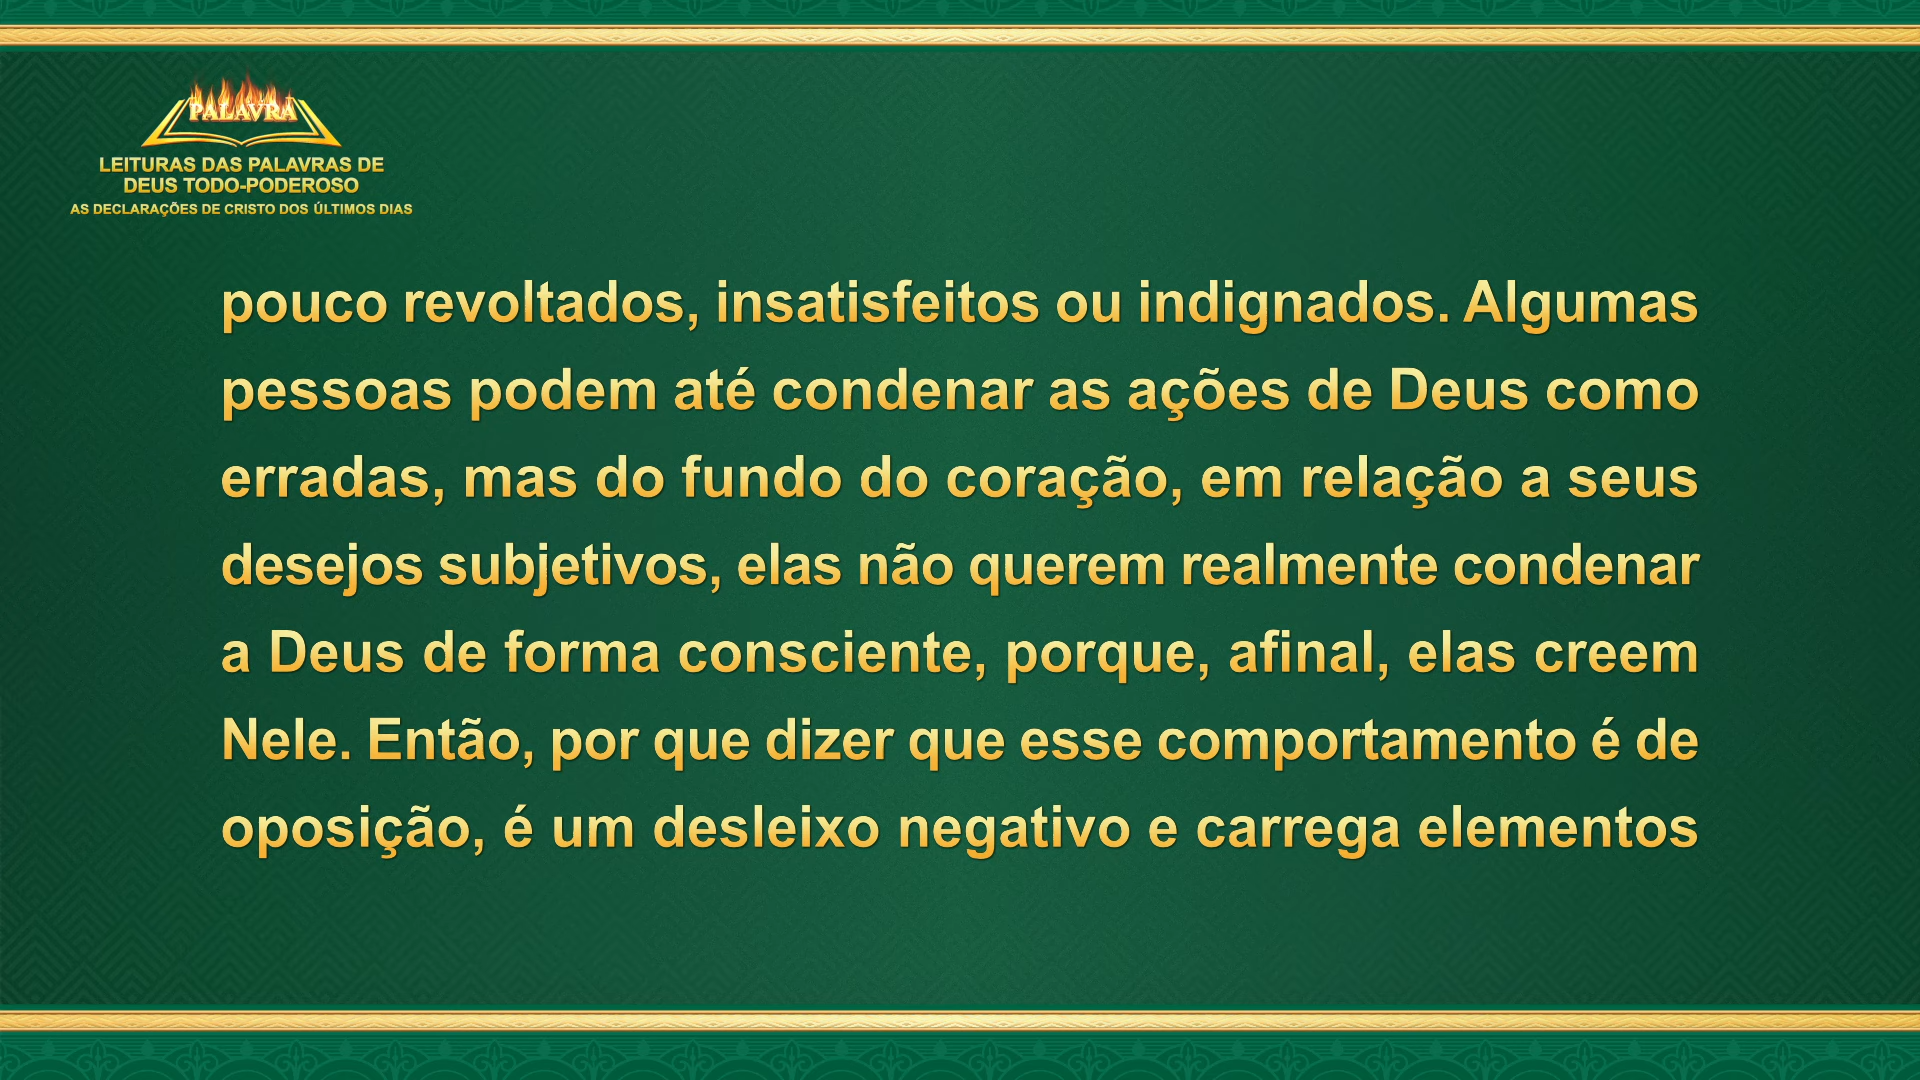 PALAVRA
LEITURAS DAS PALAVRAS DE
DEUS TODO-PODEROSO
AS DECLARAÇÕES DE CRISTO DOS ÚLTIMOS DIAS
pouco revoltados, insatisfeitos ou indignados. Algumas
pessoas podem até condenar as ações de Deus como
erradas, mas do fundo do coração, em relação a seus
desejos subjetivos, elas não querem realmente condenar
a Deus de forma consciente, porque, afinal, elas creem
Nele. Então, por que dizer que esse comportamento é de
oposição, é um desleixo negativo e carrega elementos